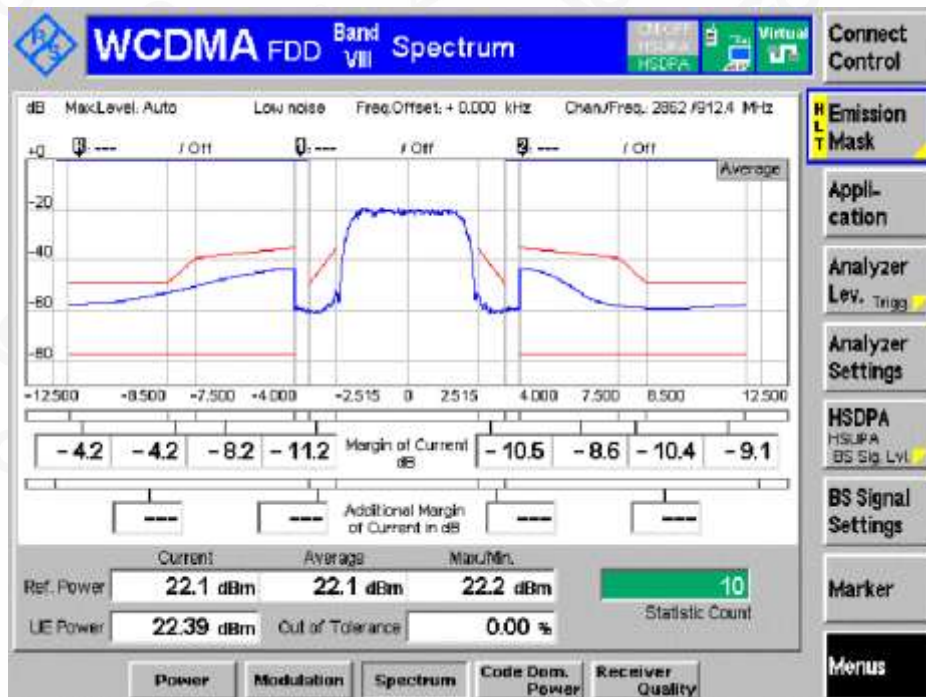 WCDMA FDD Band VIII Spectrum
HSDPA
Virtual
Connect Control
dB Max.Level: Auto Low noise Freq.Offset: + 0.000 kHz Chan./Freq.: 2862 /912.4 MHz
--- / Off 1: --- / Off 2: --- / Off
Average
+0
-20
-40
-60
-80
-12.500 -8.500 -7.500 -4.000 -2.515 0 2.515 4.000 7.500 8.500 12.500
-4.2 -4.2 -8.2 -11.2 Margin of Current dB -10.5 -8.6 -10.4 -9.1
--- --- Additional Margin of Current in dB --- ---
Current Average Max./Min.
Ref. Power 22.1 dBm 22.1 dBm 22.2 dBm 10
Statistic Count
UE Power 22.39 dBm Out of Tolerance 0.00 %
Power Modulation Spectrum Code Dom. Power Receiver Quality
HLT Emission Mask
Appli-
cation
Analyzer Lev. Trigg
Analyzer Settings
HSDPA
HSUPA
BS Sig. Lvl.
BS Signal Settings
Marker
Menus